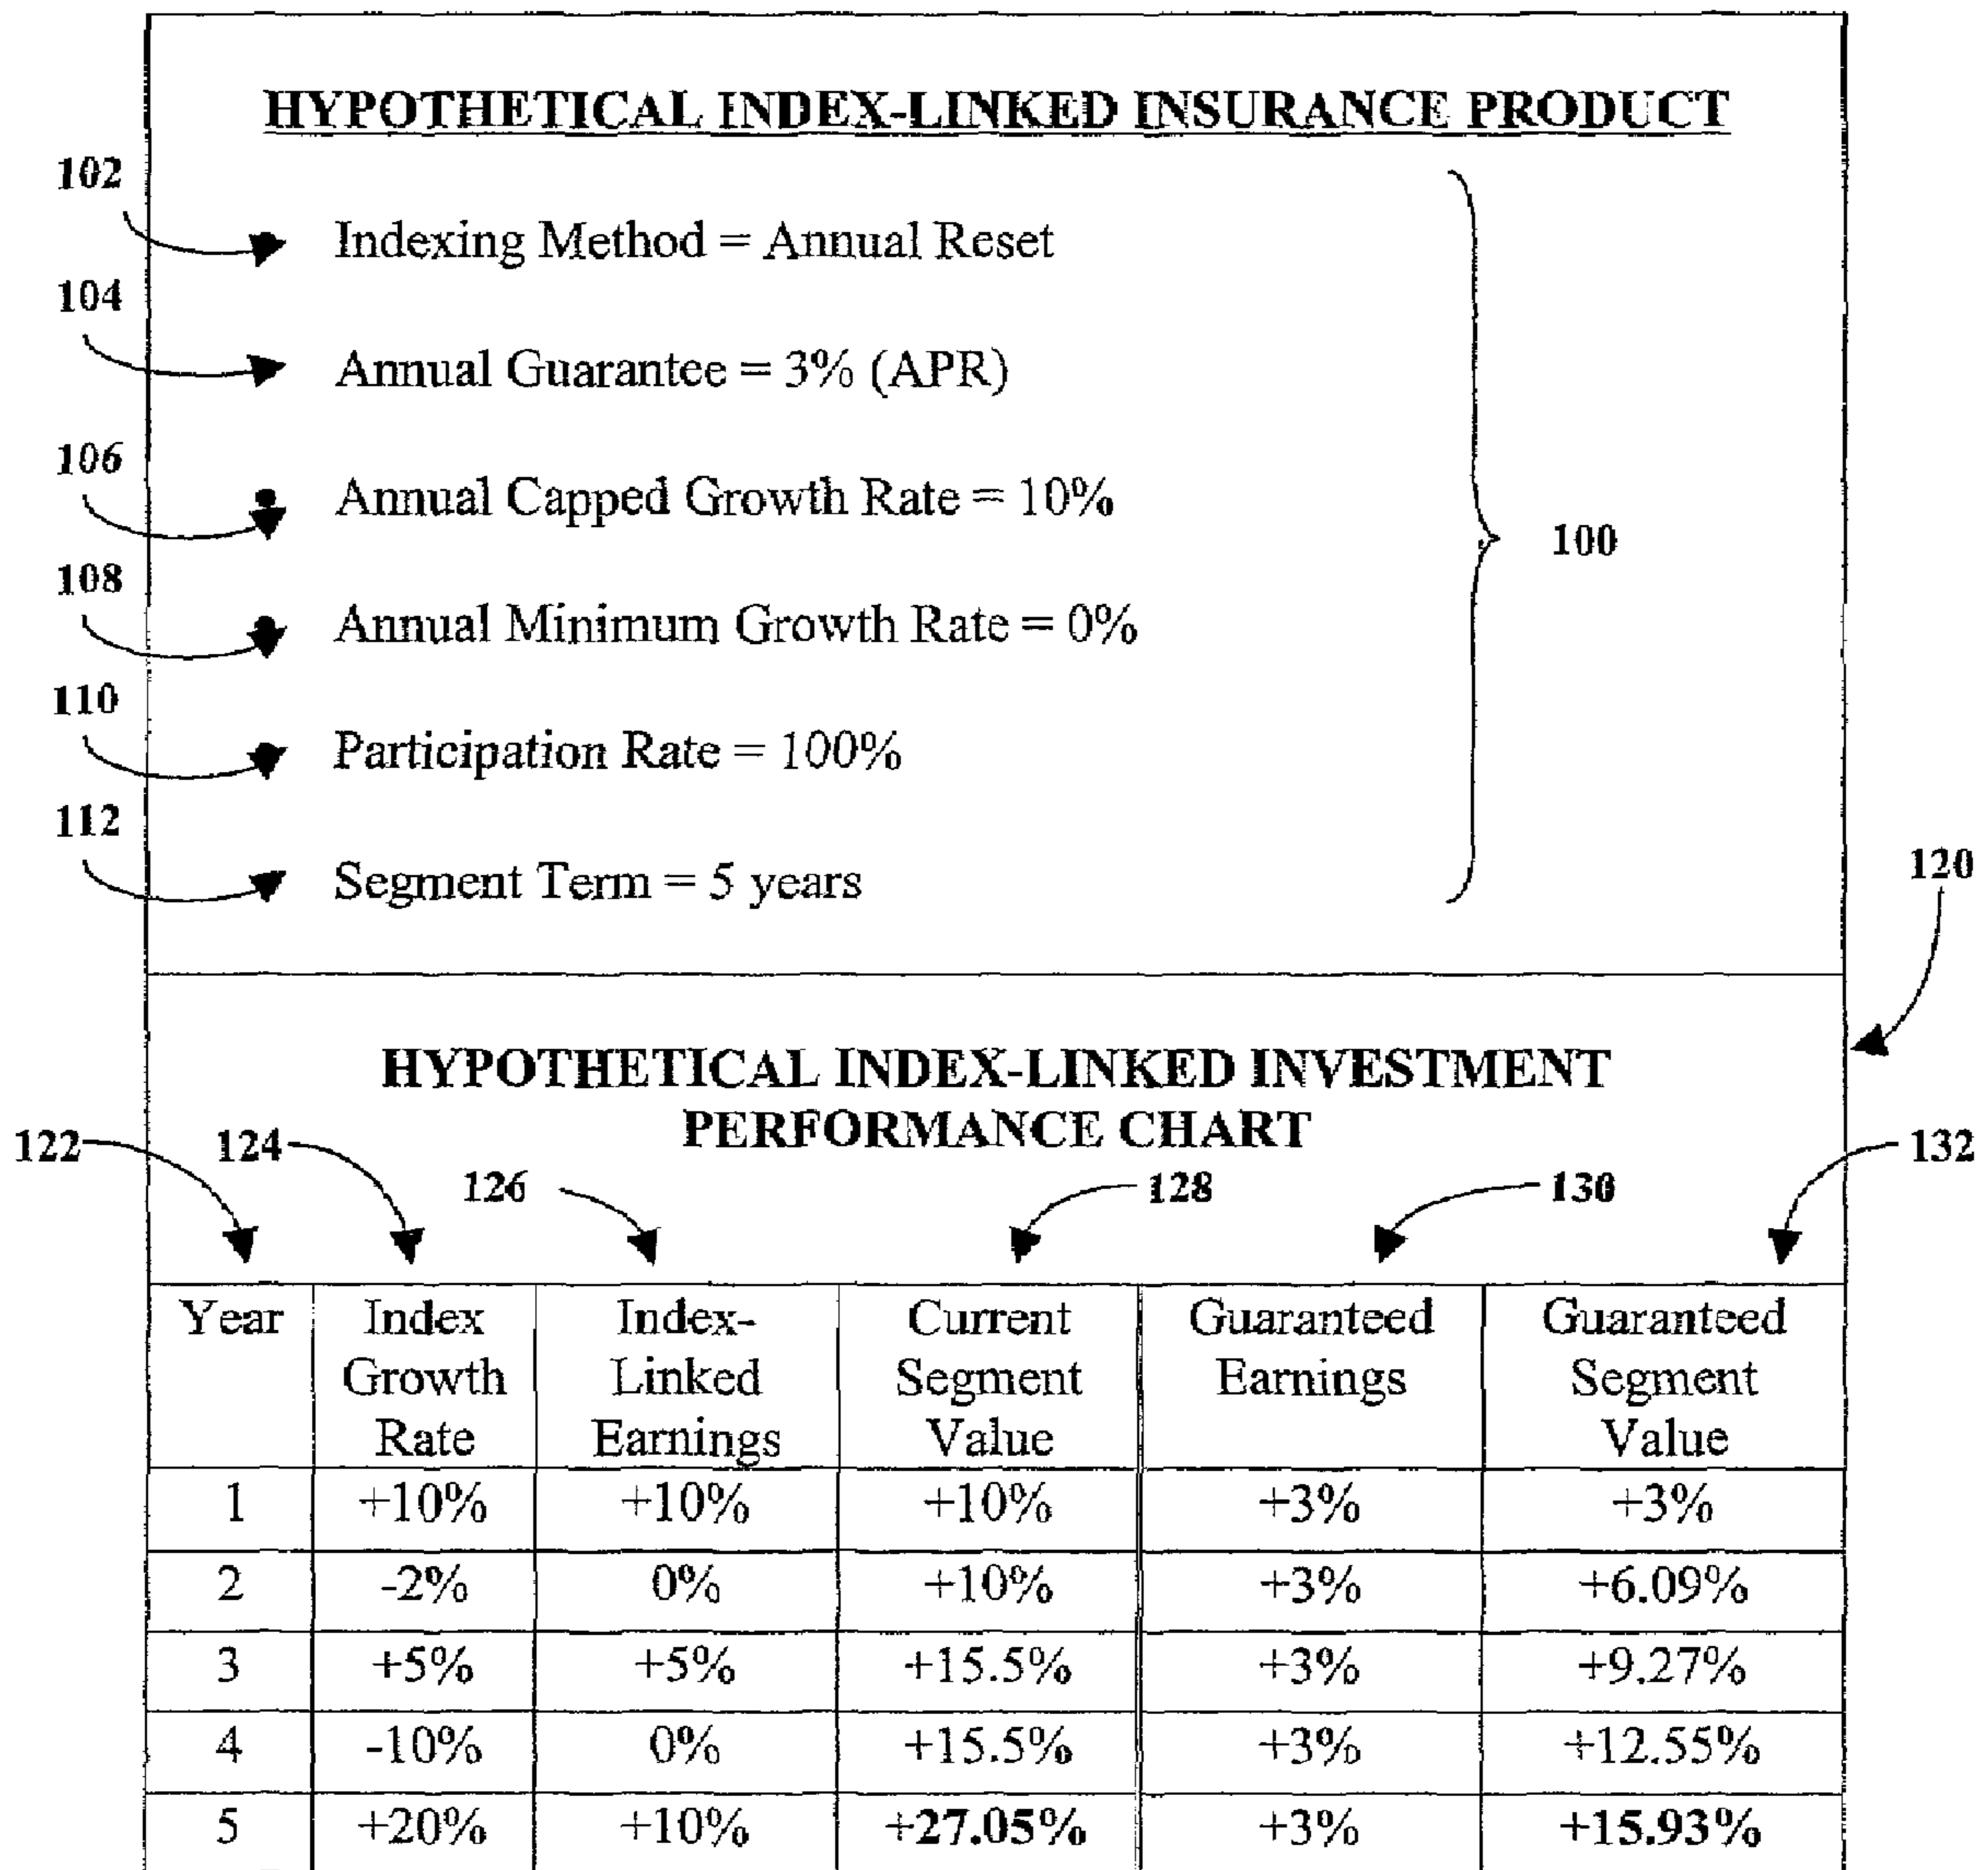 HYPOTHETICAL INDEX-LINKED INSURANCE PRODUCT
102
Indexing Method = Annual Reset
104
Annual Guarantee = 3% (APR)
106
Annual Capped Growth Rate = 10%
100
108
Annual Minimum Growth Rate = 0%
110
Participation Rate = 100%
112
Segment Term = 5 years
120
HYPOTHETICAL INDEX-LINKED INVESTMENT
PERFORMANCE CHART
122 124 126 128 130 132
Year Index Index- Current Guaranteed Guaranteed
Growth Linked Segment Earnings Segment
Rate Earnings Value Value
1 +10% +10% +10% +3% +3%
2 -2% 0% +10% +3% +6.09%
3 +5% +5% +15.5% +3% +9.27%
4 -10% 0% +15.5% +3% +12.55%
5 +20% +10% +27.05% +3% +15.93%